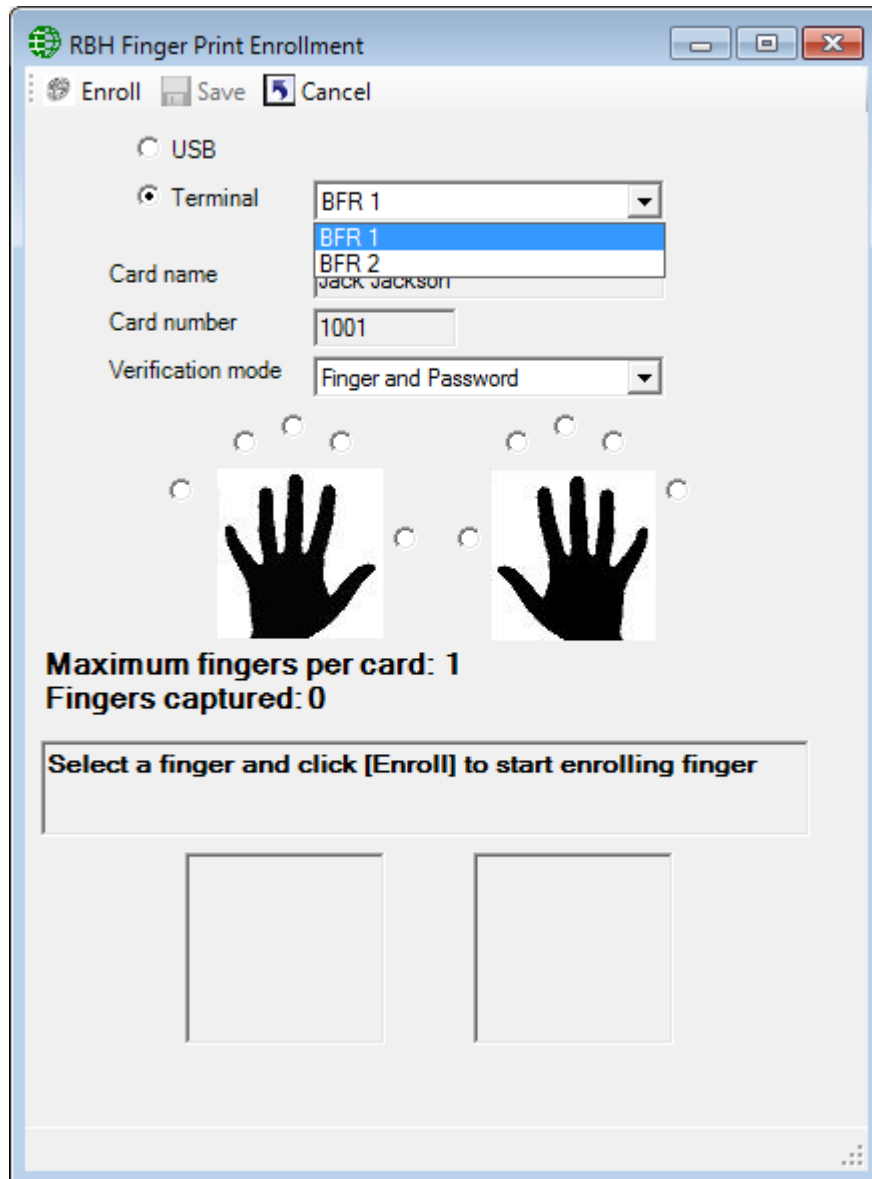 RBH Finger Print Enrollment
Enroll Save Cancel
USB
Terminal BFR 1
BFR 1
BFR 2
Card name Jack Jackson
Card number 1001
Verification mode Finger and Password
Maximum fingers per card: 1
Fingers captured: 0
Select a finger and click [Enroll] to start enrolling finger